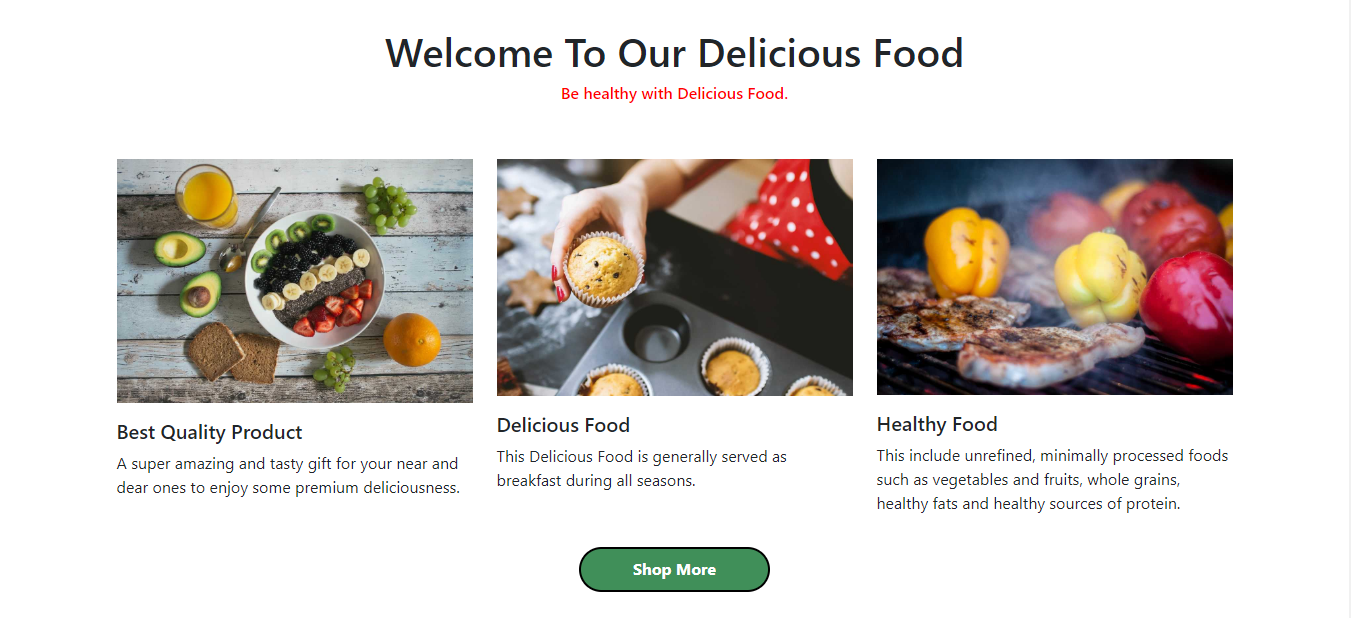 Welcome To Our Delicious Food
Be healthy with Delicious Food.
Best Quality Product
A super amazing and tasty gift for your near and
dear ones to enjoy some premium deliciousness.
Delicious Food
This Delicious Food is generally served as
breakfast during all seasons.
Healthy Food
This include unrefined, minimally processed foods
such as vegetables and fruits, whole grains,
healthy fats and healthy sources of protein.
Shop More